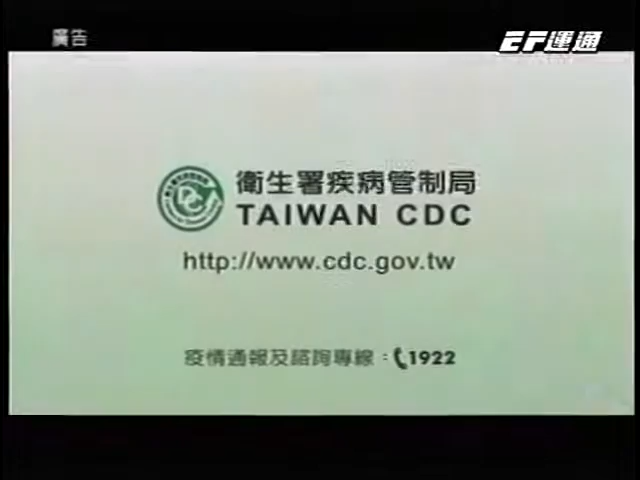 廣告
EF運通
衛生署疾病管制局
TAIWAN CDC
http://www.cdc.gov.tw
疫情通報及諮詢專線：1922